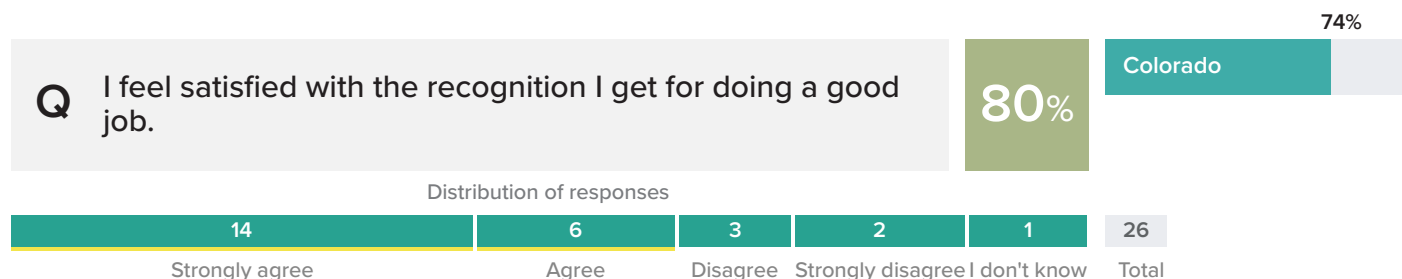 74%
Q
I feel satisfied with the recognition I get for doing a good
job.
80%
Colorado
Distribution of responses
14 6 3 2 1 26
Strongly agree Agree Disagree Strongly disagree I don't know Total